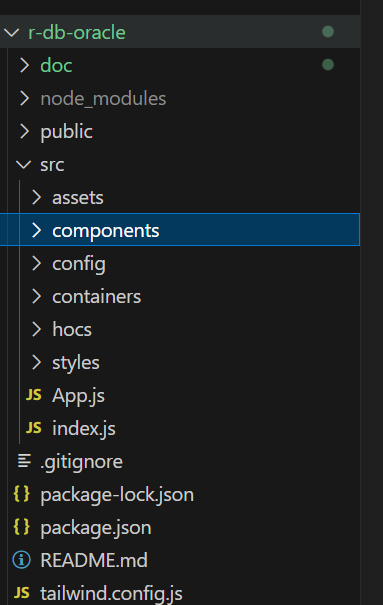 r-db-oracle
doc
node_modules
public
src
assets
components
config
containers
hocs
styles
JS App.js
JS index.js
.gitignore
{} package-lock.json
{} package.json
README.md
JS tailwind.config.js